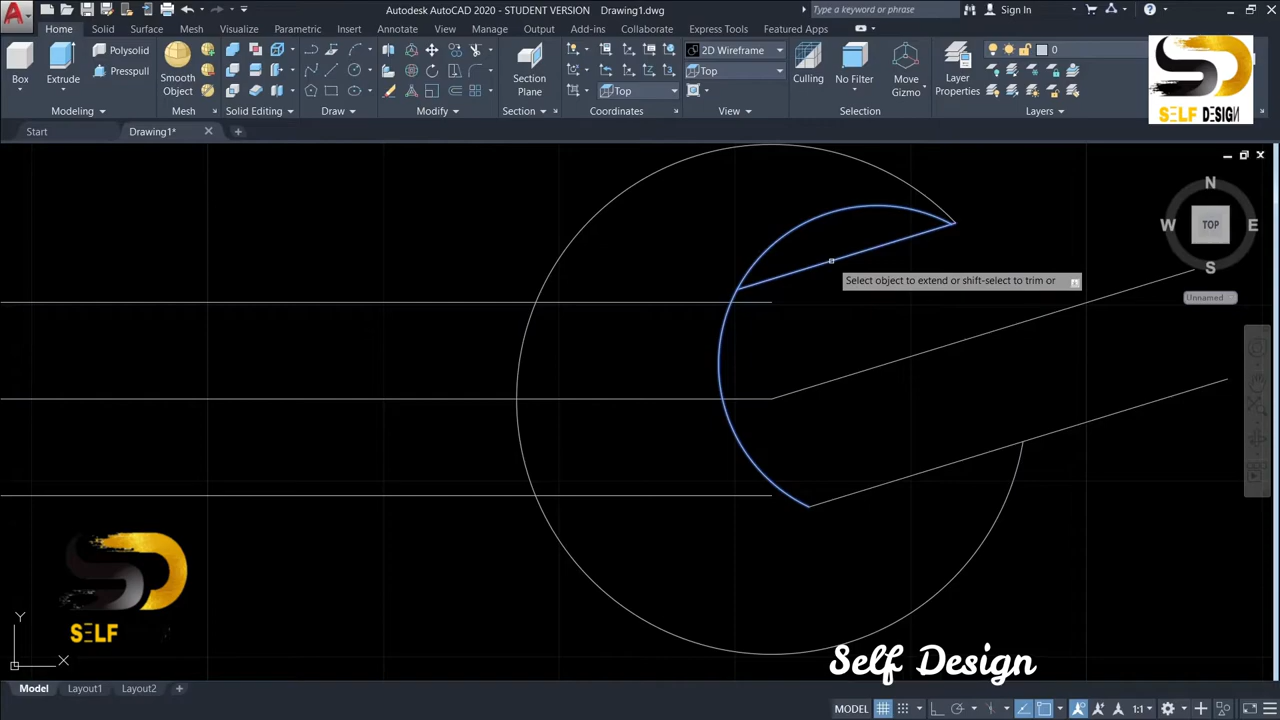 Autodesk AutoCAD 2020 - STUDENT VERSION Drawing1.dwg
Type a keyword or phrase
Sign In
Home Solid Surface Mesh Visualize Parametric Insert Annotate View Manage Output Add-ins Collaborate Express Tools Featured Apps
Box
Extrude
Polysolid
Presspull
Smooth
Object
Section
Plane
2D Wireframe
Top
Top
Culling
No Filter
Move
Gizmo
Layer
Properties
0
Modeling
Mesh
Solid Editing
Draw
Modify
Coordinates
View
Selection
Layers
SELF DESIGN
Start
Drawing1*
N
W
TOP
E
S
Unnamed
Select object to extend or shift-select to trim or
SELF
Y
X
Self Design
Model
Layout1
Layout2
MODEL
1:1